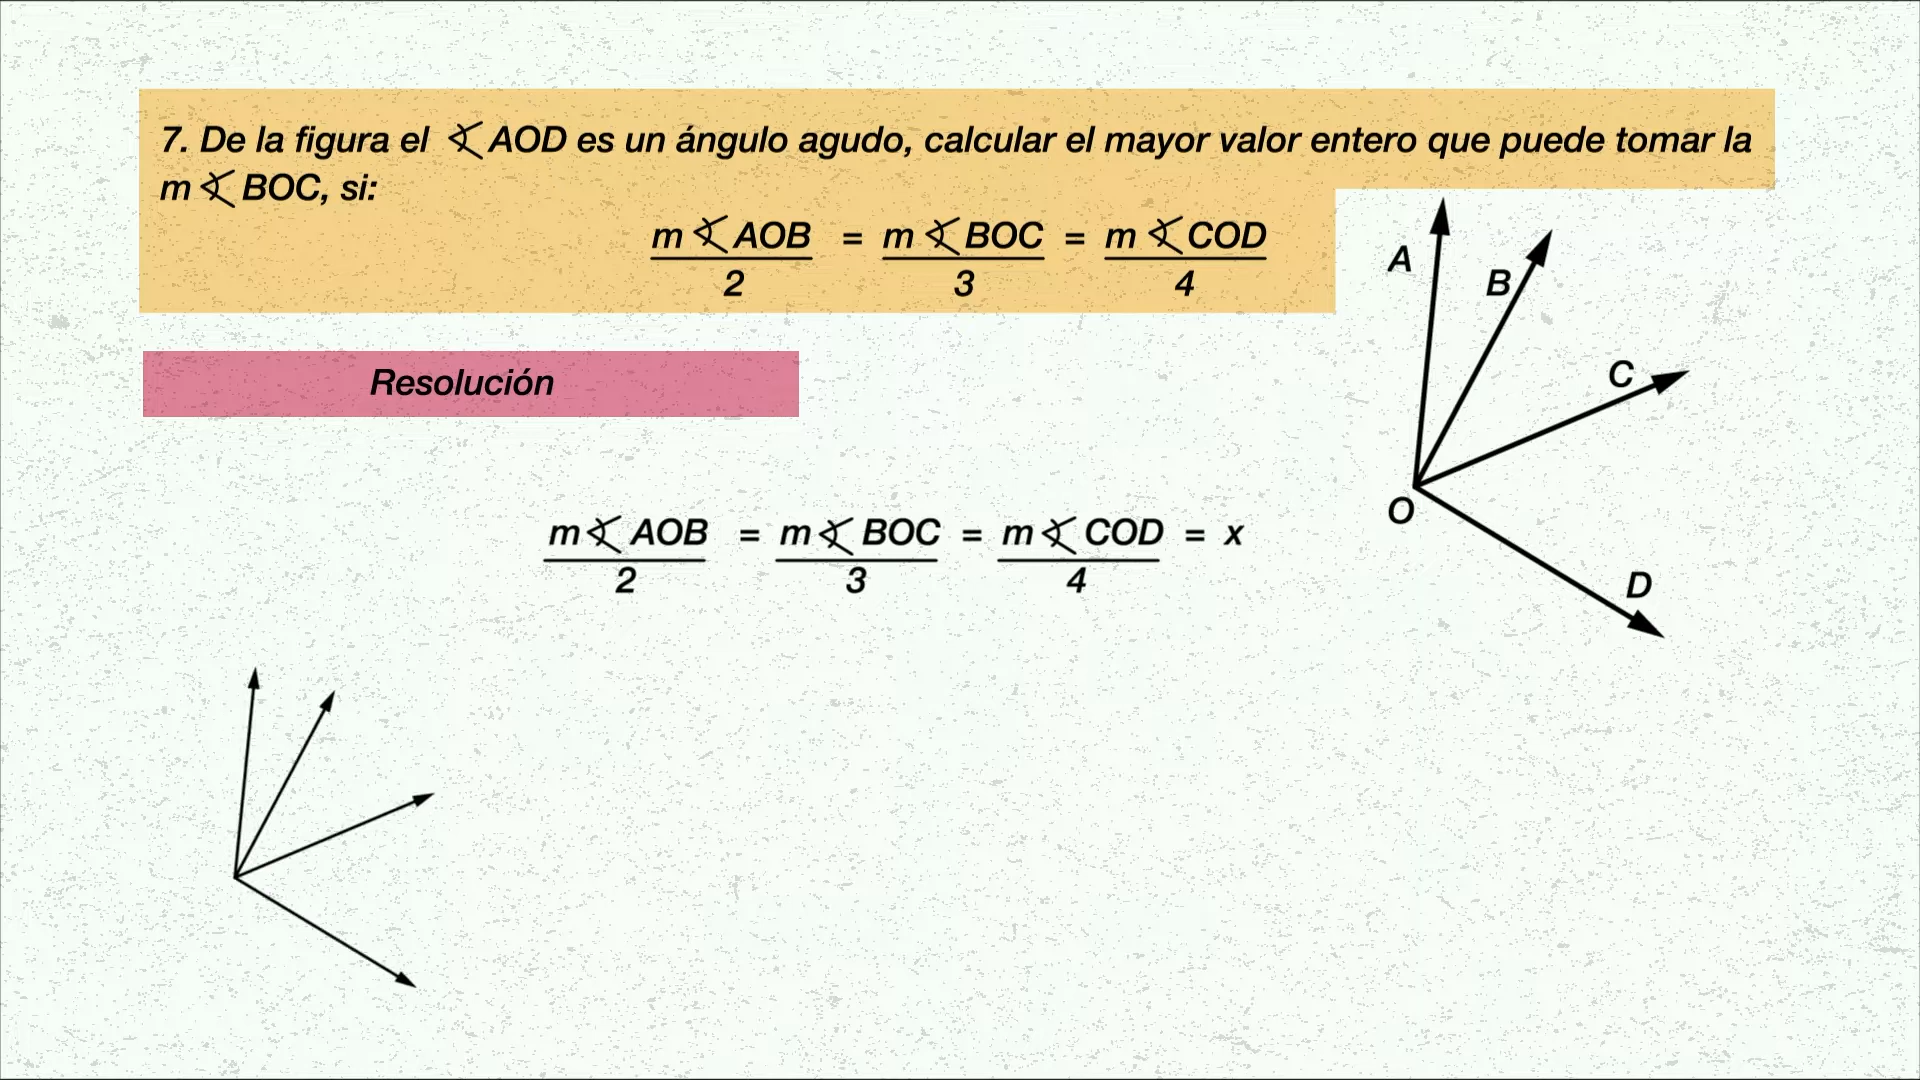 7. De la figura el ∢AOD es un ángulo agudo, calcular el mayor valor entero que puede tomar la
m∢BOC, si:
m∢AOB = m∢BOC = m∢COD
2 3 4
A
B
C
O
D
Resolución
m∢AOB = m∢BOC = m∢COD = x
2 3 4